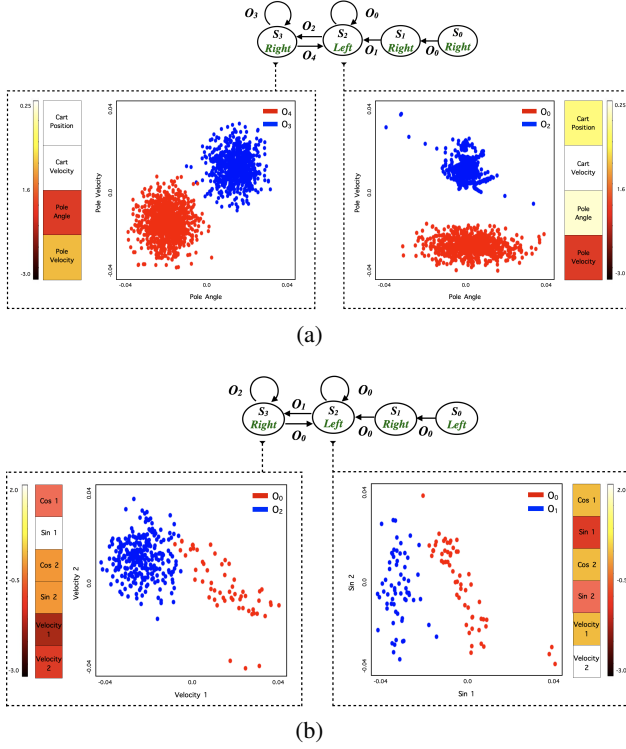 O3 O0
S3 O2 S2 S1 S0
Right O4 Left O1 Right O0 Right
0.25
1.6
-3.0
Cart Position
Cart Velocity
Pole Angle
Pole Velocity
0.04
0.0
-0.04
Pole Velocity
O4
O3
-0.04 0.0 0.04
Pole Angle
0.04
0.0
-0.04
Pole Velocity
O0
O2
-0.04 0.0 0.04
Pole Angle
Cart Position
Cart Velocity
Pole Angle
Pole Velocity
0.25
1.6
-3.0
(a)
O2 O0
S3 O1 S2 S1 S0
Right O0 Left O0 Right O0 Left
2.0
-0.5
-3.0
Cos 1
Sin 1
Cos 2
Sin 2
Velocity 1
Velocity 2
0.04
0.0
-0.04
Velocity 2
O0
O2
-0.04 0.0 0.04
Velocity 1
0.04
0.0
-0.04
Sin 2
O0
O1
-0.04 0.0 0.04
Sin 1
Cos 1
Sin 1
Cos 2
Sin 2
Velocity 1
Velocity 2
2.0
-0.5
-3.0
(b)